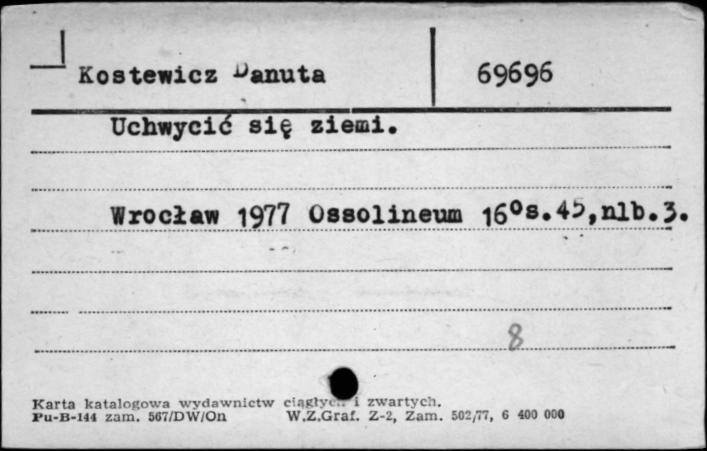 Kostewicz Danuta 69696
Uchwycić się ziemi.
Wrocław 1977 Ossolineum 16⁰s.45,nlb.3.
8
Karta katalogowa wydawnictw ciągłych i zwartych.
Pu-B-144 zam. 567/DW/On W.Z.Graf. Z-2, Zam. 502/77, 6 400 000